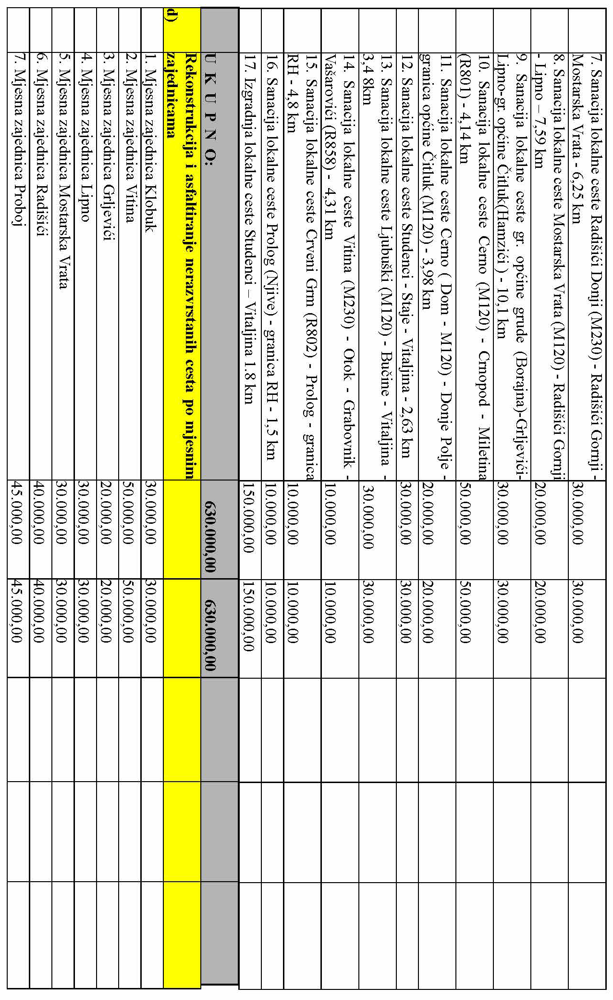 7. Sanacija lokalne ceste Radišići Donji (M230) - Radišići Gornji -
Mostarska Vrata - 6,25 km
30.000,00
30.000,00
8. Sanacija lokalne ceste Mostarska Vrata (M120) - Radišići Gornji
- Lipno – 7,59 km
20.000,00
20.000,00
9. Sanacija lokalne ceste gr. općine grude (Borajna)-Grljevići-
Lipno-gr. općine Čitluk(Hamzići ) - 10,1 km
30.000,00
30.000,00
10. Sanacija lokalne ceste Cerno (M120) - Crnopod - Miletina
(R801) - 4,14 km
50.000,00
50.000,00
11. Sanacija lokalne ceste Cerno ( Dom - M120) - Donje Polje -
granica općine Čitluk (M120) - 3,98 km
20.000,00
20.000,00
12. Sanacija lokalne ceste Studenci - Staje - Vitaljina - 2,63 km
30.000,00
30.000,00
13. Sanacija lokalne ceste Ljubuški (M120) - Bučine - Vitaljina -
3,4 8km
30.000,00
30.000,00
14. Sanacija lokalne ceste Vitina (M230) - Otok - Grabovnik -
Vašarovići (R858) - 4,31 km
10.000,00
10.000,00
15. Sanacija lokalne ceste Crveni Grm (R802) - Prolog - granica
RH - 4,8 km
10.000,00
10.000,00
16. Sanacija lokalne ceste Prolog (Njive) - granica RH - 1,5 km
10.000,00
10.000,00
17. Izgradnja lokalne ceste Studenci – Vitaljina 1.8 km
150.000,00
150.000,00
U K U P N O:
630.000,00
630.000,00
d)
Rekonstrukcija i asfaltiranje nerazvrstanih cesta po mjesnim
zajednicama
1. Mjesna zajednica Klobuk
30.000,00
30.000,00
2. Mjesna zajednica Vitina
50.000,00
50.000,00
3. Mjesna zajednica Grljevići
20.000,00
20.000,00
4. Mjesna zajednica Lipno
30.000,00
30.000,00
5. Mjesna zajednica Mostarska Vrata
30.000,00
30.000,00
6. Mjesna zajednica Radišići
40.000,00
40.000,00
7. Mjesna zajednica Proboj
45.000,00
45.000,00